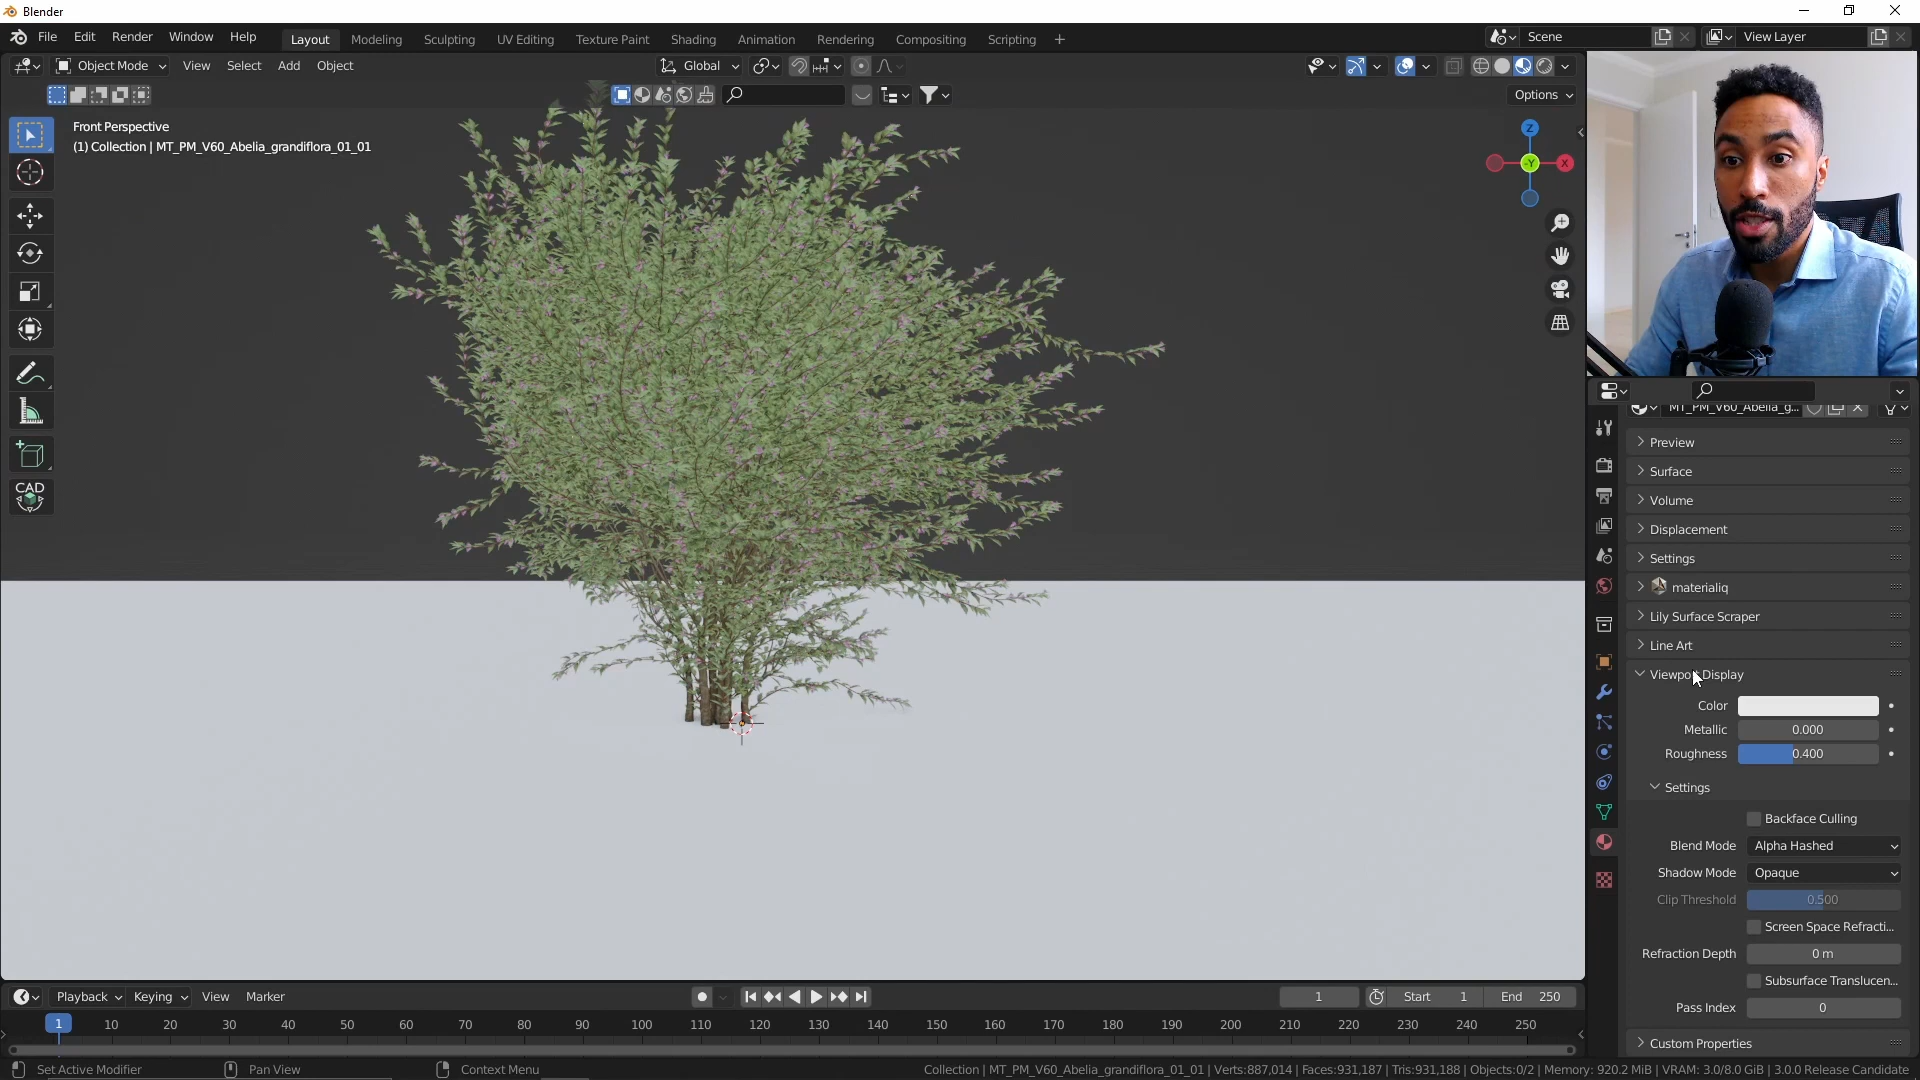 Blender
File Edit Render Window Help
Layout Modeling Sculpting UV Editing Texture Paint Shading Animation Rendering Compositing Scripting +
Scene
View Layer
Object Mode View Select Add Object
Global
Options
Front Perspective
(1) Collection | MT_PM_V60_Abelia_grandiflora_01_01
Z
-Y
X
CAD
MT_PM_V60_Abelia_g...
Preview
Surface
Volume
Displacement
Settings
materialiq
Lily Surface Scraper
Line Art
Viewport Display
Color
Metallic 0.000
Roughness 0.400
Settings
Backface Culling
Blend Mode Alpha Hashed
Shadow Mode Opaque
Clip Threshold 0.500
Screen Space Refracti...
Refraction Depth 0 m
Subsurface Translucen...
Pass Index 0
Custom Properties
Playback Keying View Marker
1 Start 1 End 250
1 10 20 30 40 50 60 70 80 90 100 110 120 130 140 150 160 170 180 190 200 210 220 230 240 250
Set Active Modifier Pan View Context Menu
Collection | MT_PM_V60_Abelia_grandiflora_01_01 | Verts:887,014 | Faces:931,187 | Tris:931,188 | Objects:0/2 | Memory: 920.2 MiB | VRAM: 3.0/8.0 GiB | 3.0.0 Release Candidate